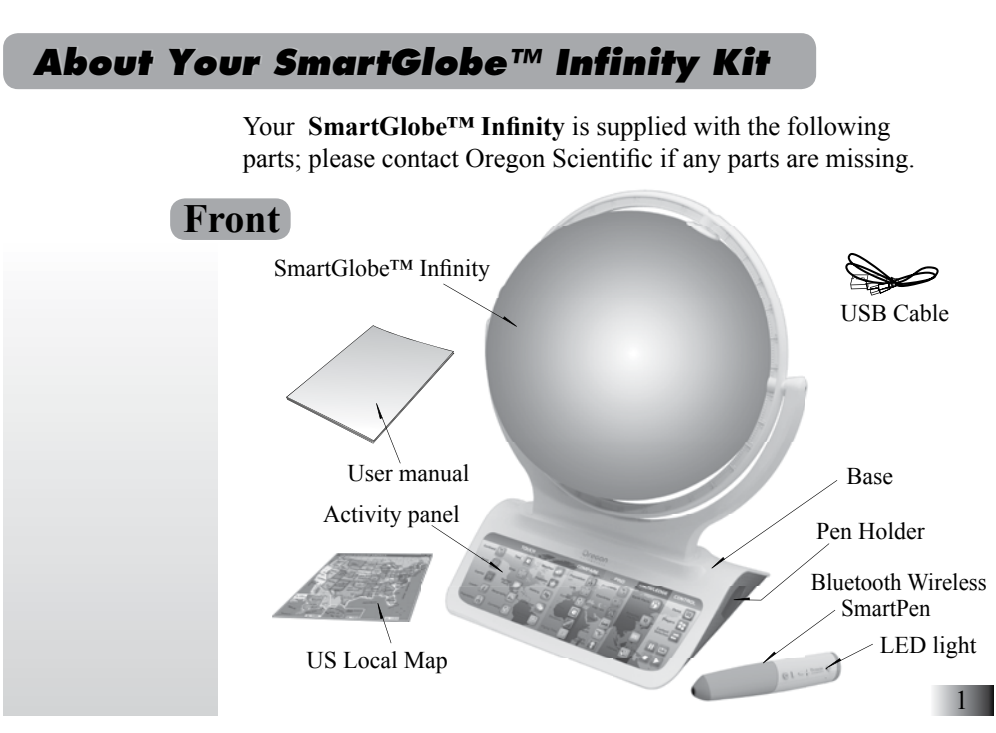 About Your SmartGlobe™ Infinity Kit
Your SmartGlobe™ Infinity is supplied with the following
parts; please contact Oregon Scientific if any parts are missing.
Front
SmartGlobe™ Infinity
USB Cable
User manual
Activity panel
Base
Pen Holder
Bluetooth Wireless
SmartPen
LED light
US Local Map
Oregon
1